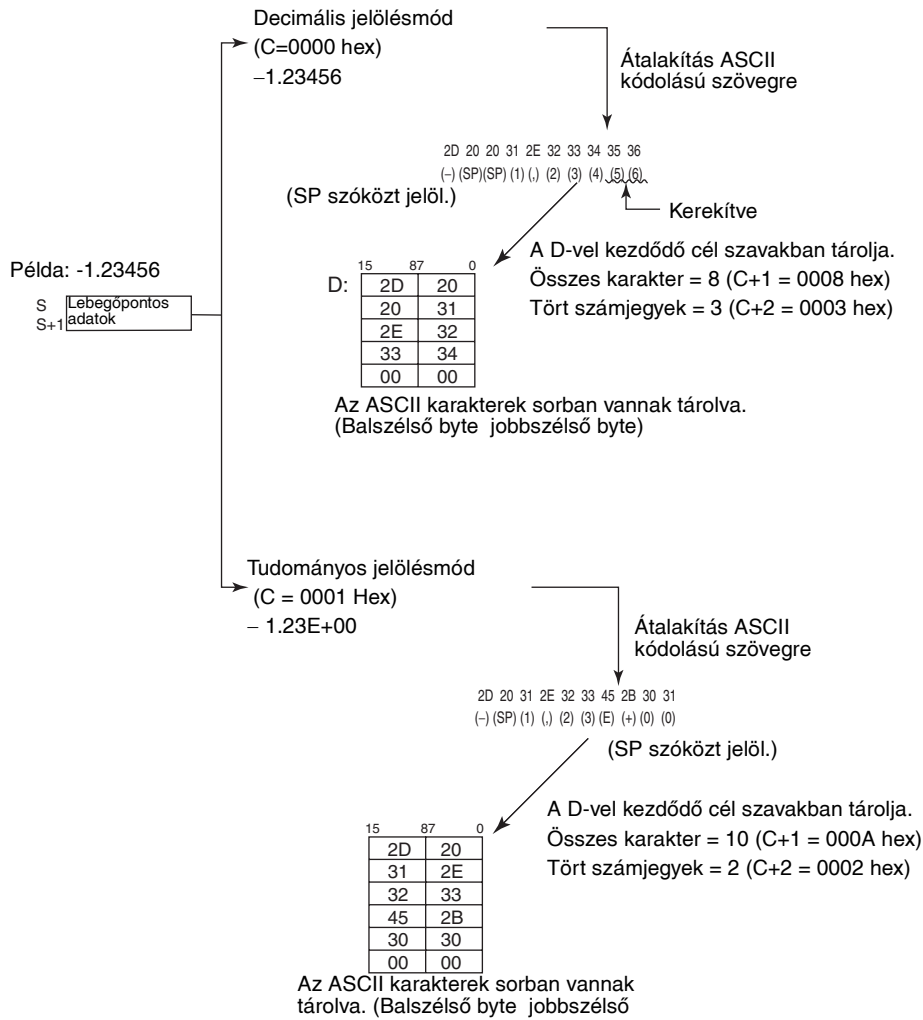 Decimális jelölésmód
(C=0000 hex)
–1.23456
Átalakítás ASCII
kódolású szövegre
2D 20 20 31 2E 32 33 34 35 36
(–) (SP)(SP) (1) (,) (2) (3) (4) (5) (6)
(SP szóközt jelöl.)
Kerekítve
Példa: -1.23456
S
S+1
Lebegőpontos
adatok
A D-vel kezdődő cél szavakban tárolja.
Összes karakter = 8 (C+1 = 0008 hex)
Tört számjegyek = 3 (C+2 = 0003 hex)
15 87 0
D: 2D 20
20 31
2E 32
33 34
00 00
Az ASCII karakterek sorban vannak tárolva.
(Balszélső byte jobbszélső byte)
Tudományos jelölésmód
(C = 0001 Hex)
– 1.23E+00
Átalakítás ASCII
kódolású szövegre
2D 20 31 2E 32 33 45 2B 30 31
(–) (SP) (1) (,) (2) (3) (E) (+) (0) (0)
(SP szóközt jelöl.)
A D-vel kezdődő cél szavakban tárolja.
Összes karakter = 10 (C+1 = 000A hex)
Tört számjegyek = 2 (C+2 = 0002 hex)
15 87 0
2D 20
31 2E
32 33
45 2B
30 30
00 00
Az ASCII karakterek sorban vannak
tárolva. (Balszélső byte jobbszélső